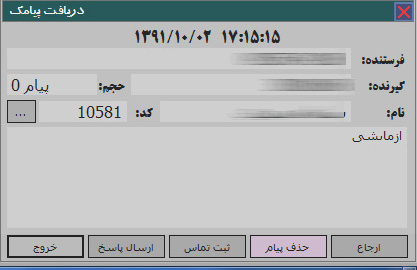 دریافت پیامک
۱۳۹۱/۱۰/۰۲ ۱۷:۱۵:۱۵
فرستنده:
گیرنده: حجم: 0 پیام
نام: کد: 10581 ...
ازمایشی
ارجاع حذف پیام ثبت تماس ارسال پاسخ خروج